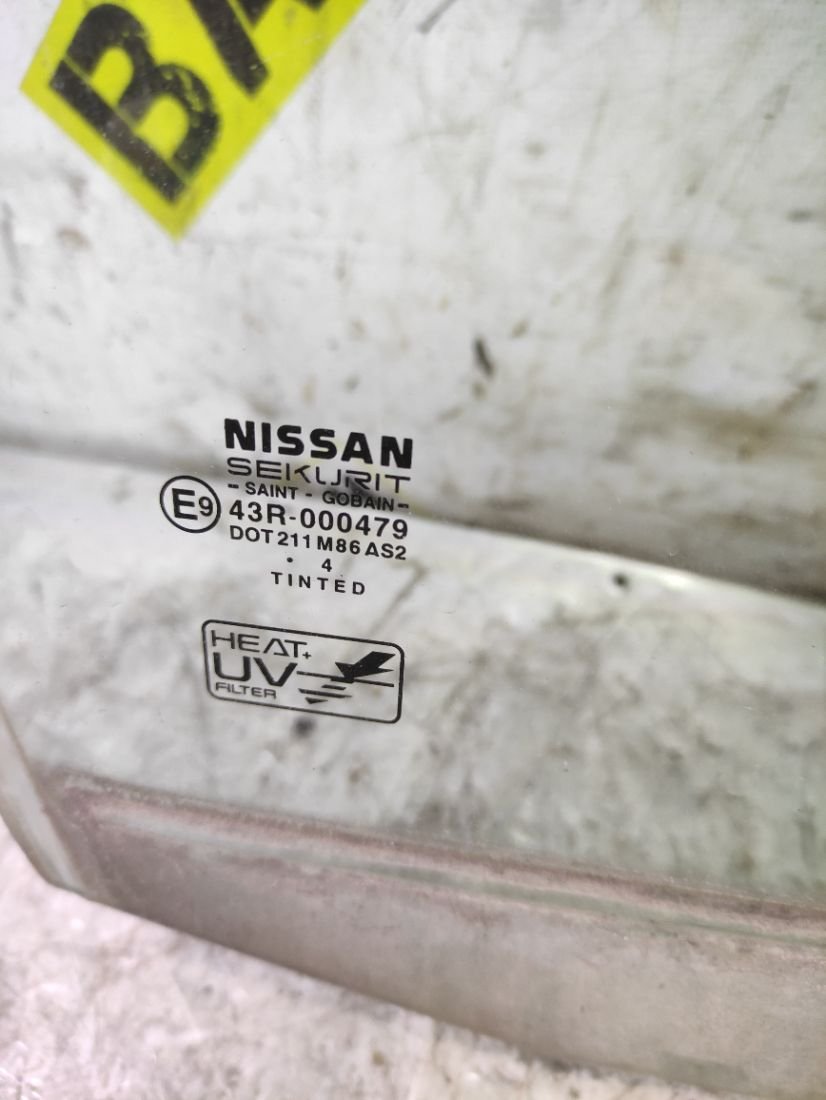 NISSAN
SEKURIT
- SAINT - GOBAIN -
E9 43R-000479
DOT 211 M86 AS2
. 4
TINTED
HEAT+
UV
FILTER